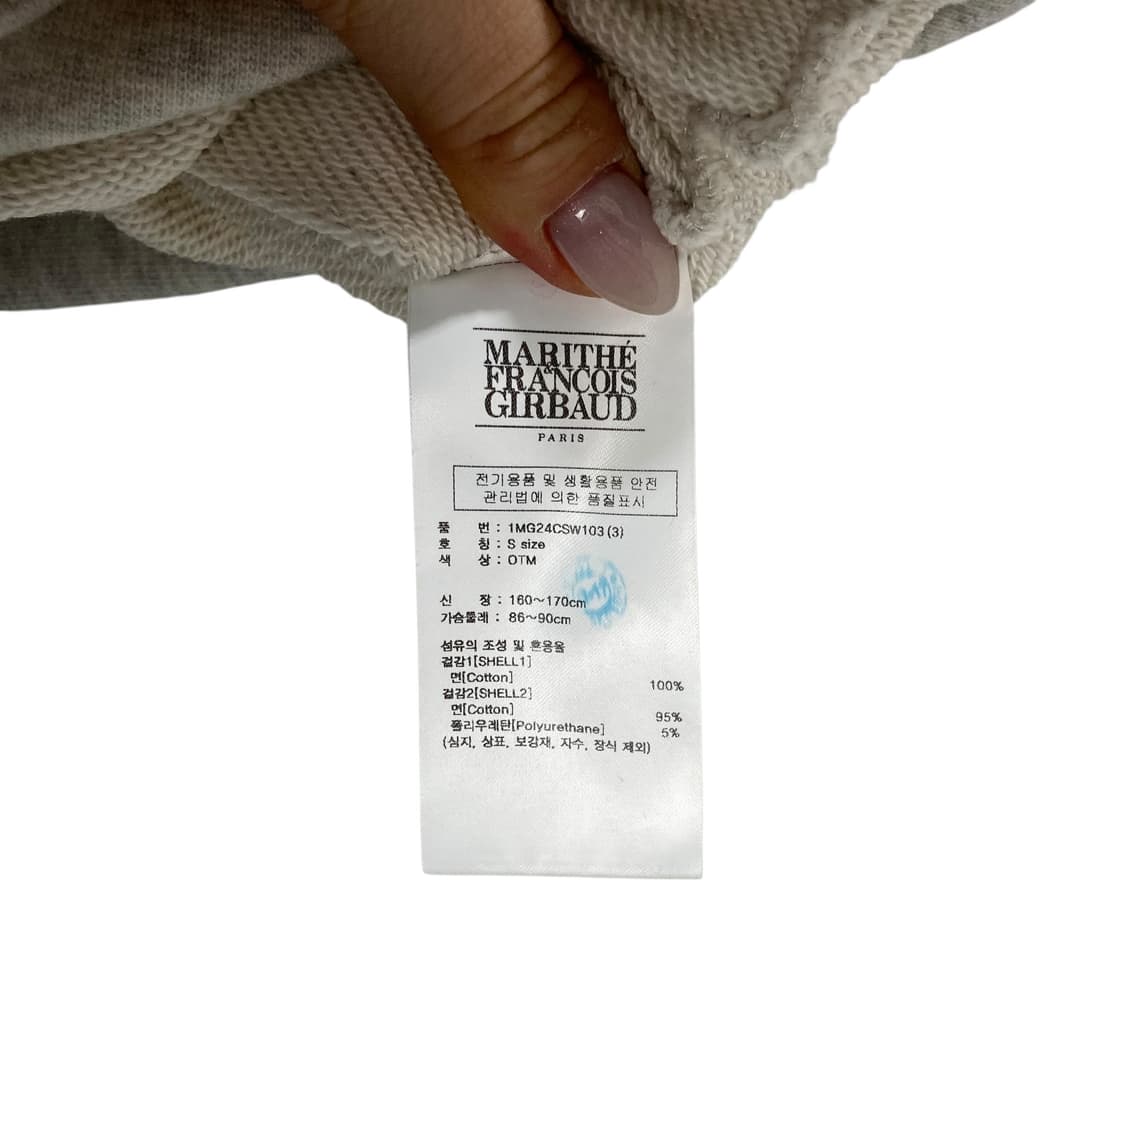 MARITHÉ
&
FRANCOIS
GIRBAUD
PARIS
전기용품 및 생활용품 안전
관리법에 의한 품질표시
품 번 : 1MG24CSW103 (3)
호 칭 : S size
색 상 : OTM
신 장 : 160~170cm
가슴둘레 : 86~90cm
섬유의 조성 및 혼용율
겉감1[SHELL1]
면[Cotton] 100%
겉감2[SHELL2]
면[Cotton] 95%
폴리우레탄[Polyurethane] 5%
(심지, 상표, 보강재, 자수, 장식 제외)